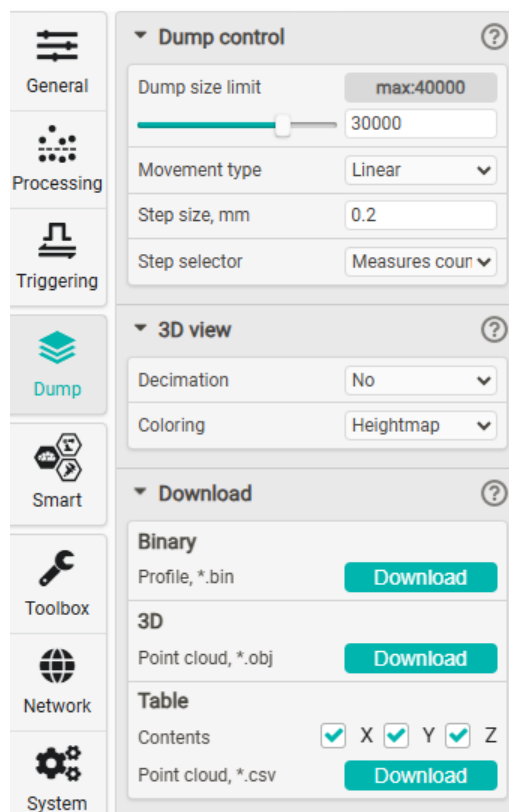 General
Processing
Triggering
Dump
Smart
Toolbox
Network
System
Dump control ?
Dump size limit max:40000
30000
Movement type Linear
Step size, mm 0.2
Step selector Measures coun
3D view ?
Decimation No
Coloring Heightmap
Download ?
Binary
Profile, *.bin Download
3D
Point cloud, *.obj Download
Table
Contents X Y Z
Point cloud, *.csv Download